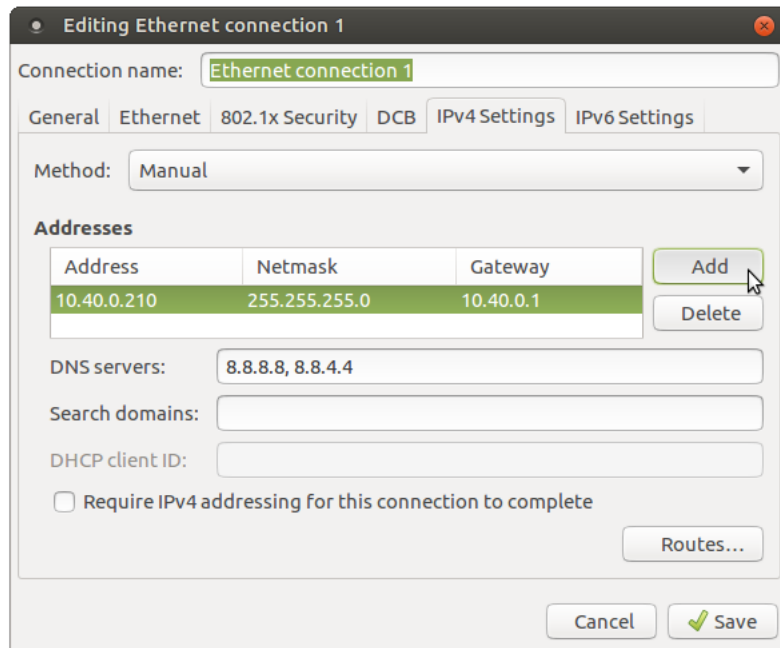 Editing Ethernet connection 1
Connection name: Ethernet connection 1
General Ethernet 802.1x Security DCB IPv4 Settings IPv6 Settings
Method: Manual
Addresses
Address Netmask Gateway Add
10.40.0.210 255.255.255.0 10.40.0.1
Delete
DNS servers: 8.8.8.8, 8.8.4.4
Search domains:
DHCP client ID:
Require IPv4 addressing for this connection to complete
Routes...
Cancel Save